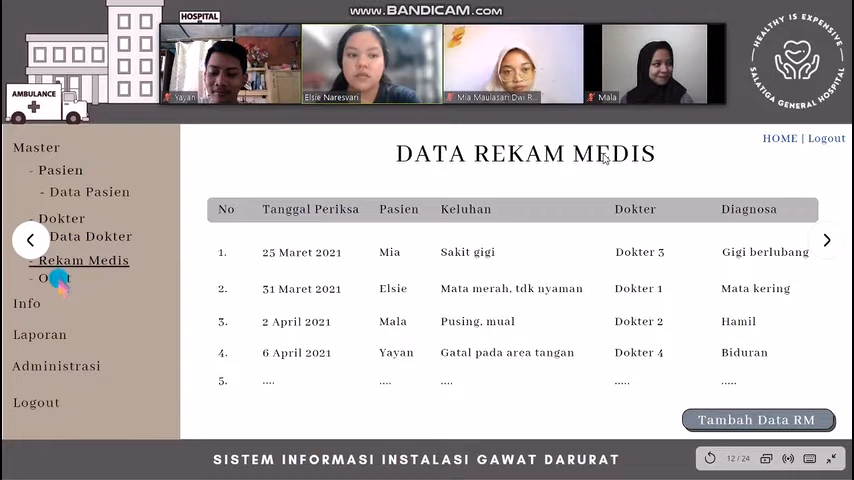 WWW.BANDICAM.COM
HOSPITAL
AMBULANCE
Yayan
Elsie Naresvari
Mia Maulasari Dwi R...
Mala
HEALTHY IS EXPENSIVE
SALATIGA GENERAL HOSPITAL
HOME | Logout
Master
- Pasien
- Data Pasien
- Dokter
Data Dokter
- Rekam Medis
Info
Laporan
Administrasi
Logout
DATA REKAM MEDIS
No Tanggal Periksa Pasien Keluhan Dokter Diagnosa
1. 25 Maret 2021 Mia Sakit gigi Dokter 3 Gigi berlubang
2. 31 Maret 2021 Elsie Mata merah, tdk nyaman Dokter 1 Mata kering
3. 2 April 2021 Mala Pusing, mual Dokter 2 Hamil
4. 6 April 2021 Yayan Gatal pada area tangan Dokter 4 Biduran
5. .... .... .... ..... .....
Tambah Data RM
SISTEM INFORMASI INSTALASI GAWAT DARURAT
12 / 24